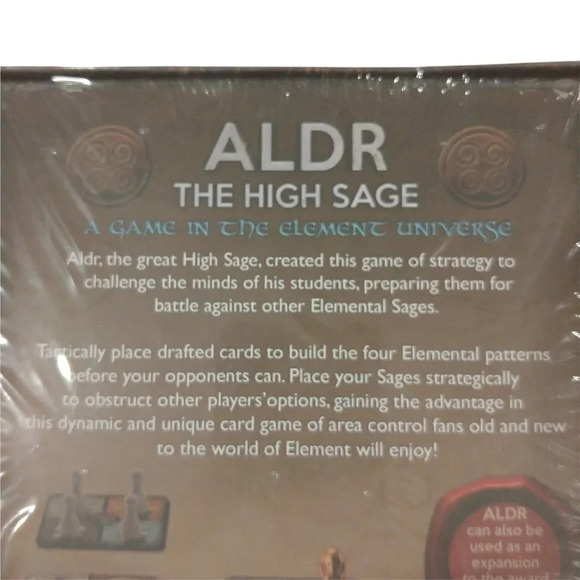 ALDR
THE HIGH SAGE
A GAME IN THE ELEMENT UNIVERSE
Aldr, the great High Sage, created this game of strategy to
challenge the minds of his students, preparing them for
battle against other Elemental Sages.
Tactically place drafted cards to build the four Elemental patterns
before your opponents can. Place your Sages strategically
to obstruct other players' options, gaining the advantage in
this dynamic and unique card game of area control fans old and new
to the world of Element will enjoy!
ALDR
can also be
used as an
expansion
to the award